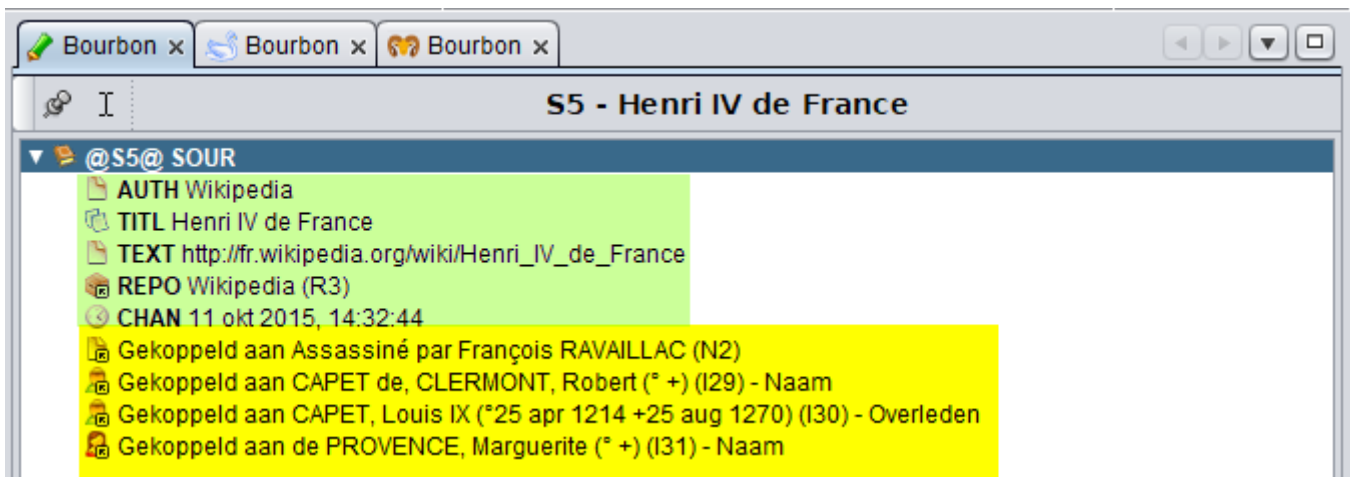 Bourbon x Bourbon x Bourbon x
S5 - Henri IV de France
@S5@ SOUR
AUTH Wikipedia
TITL Henri IV de France
TEXT http://fr.wikipedia.org/wiki/Henri_IV_de_France
REPO Wikipedia (R3)
CHAN 11 okt 2015, 14:32:44
Gekoppeld aan Assassiné par François RAVAILLAC (N2)
Gekoppeld aan CAPET de, CLERMONT, Robert (° +) (I29) - Naam
Gekoppeld aan CAPET, Louis IX (°25 apr 1214 +25 aug 1270) (I30) - Overleden
Gekoppeld aan de PROVENCE, Marguerite (° +) (I31) - Naam